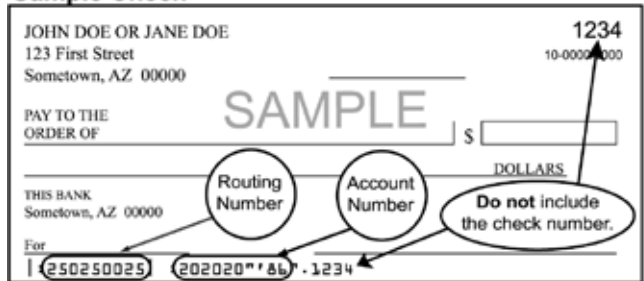 JOHN DOE OR JANE DOE 1234
123 First Street 10-00000000
Sometown, AZ 00000
SAMPLE
PAY TO THE
ORDER OF $
DOLLARS
THIS BANK
Sometown, AZ 00000
Routing
Number
Account
Number
Do not include
the check number.
For
250250025 202020"'86".1234